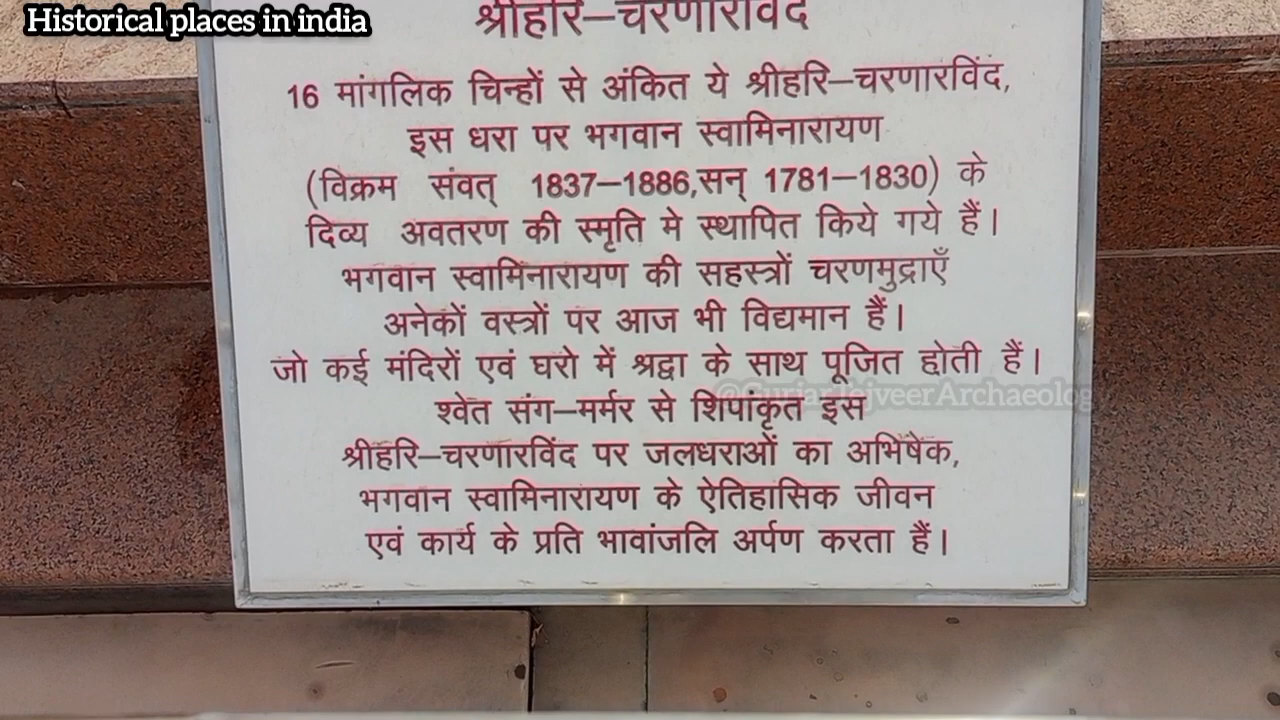 Historical places in india
श्रीहरि–चरणारविंद
16 मांगलिक चिन्हों से अंकित ये श्रीहरि–चरणारविंद,
इस धरा पर भगवान स्वामिनारायण
(विक्रम संवत् 1837–1886,सन् 1781–1830) के
दिव्य अवतरण की स्मृति मे स्थापित किये गये हैं।
भगवान स्वामिनारायण की सहस्त्रों चरणमुद्राएँ
अनेकों वस्त्रों पर आज भी विद्यमान हैं।
जो कई मंदिरों एवं घरो में श्रद्वा के साथ पूजित होती हैं।
@GurjarTejveerArchaeolog
श्वेत संग–मर्मर से शिपांकृत इस
श्रीहरि–चरणारविंद पर जलधराओं का अभिषेक,
भगवान स्वामिनारायण के ऐतिहासिक जीवन
एवं कार्य के प्रति भावांजलि अर्पण करता हैं।